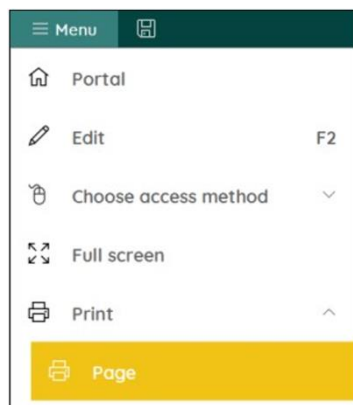 Menu
Portal
Edit F2
Choose access method
Full screen
Print
Page